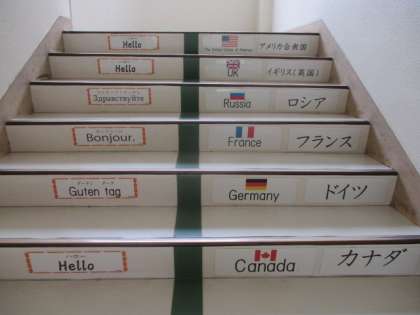 Hello The United States of America アメリカ合衆国
Hello UK イギリス(英国)
Здравствуйте Russia ロシア
Bonjour. France フランス
Guten tag Germany ドイツ
Hello Canada カナダ